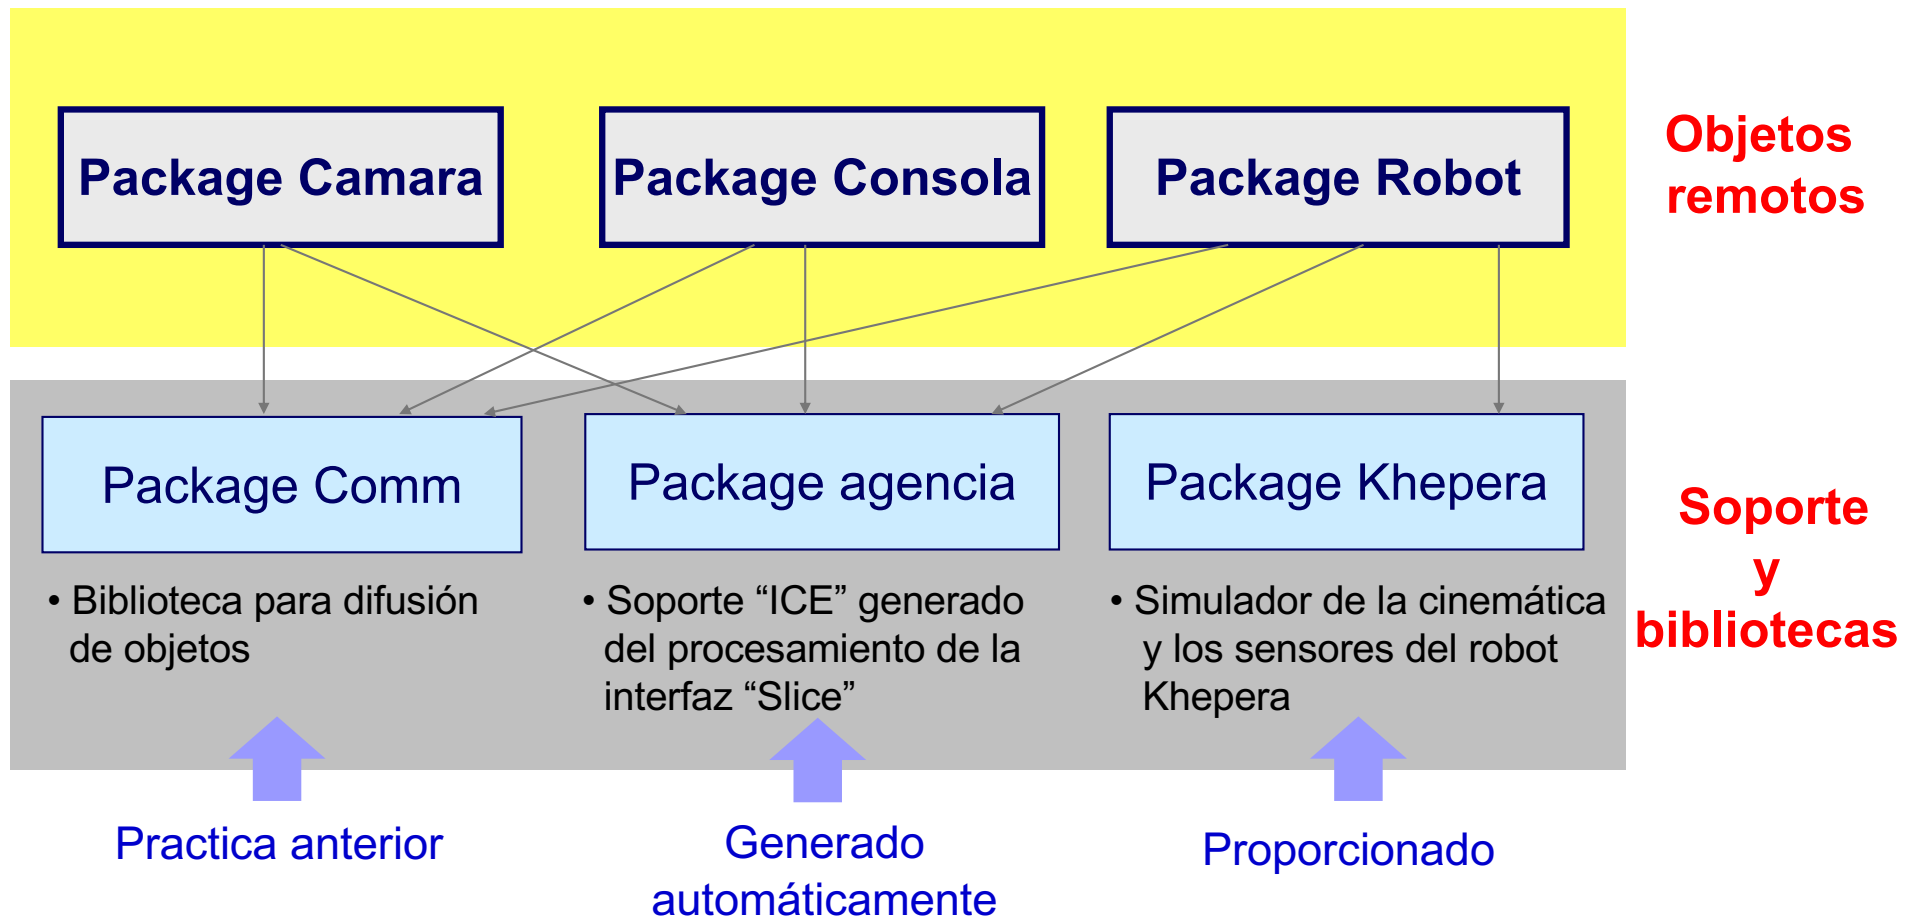 Package Camara
Package Consola
Package Robot
Objetos
remotos
Package Comm
Package agencia
Package Khepera
• Biblioteca para difusión
de objetos
• Soporte “ICE” generado
del procesamiento de la
interfaz “Slice”
• Simulador de la cinemática
y los sensores del robot
Khepera
Soporte
y
bibliotecas
Practica anterior
Generado
automáticamente
Proporcionado